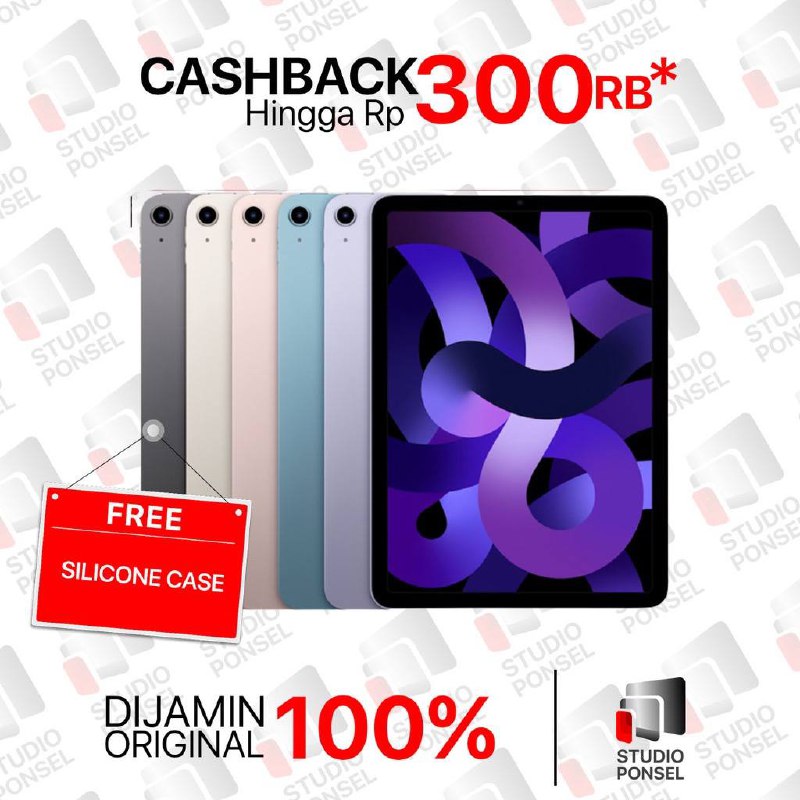 CASHBACK 300RB*
Hingga Rp
FREE
SILICONE CASE
DIJAMIN 100%
ORIGINAL
STUDIO
PONSEL